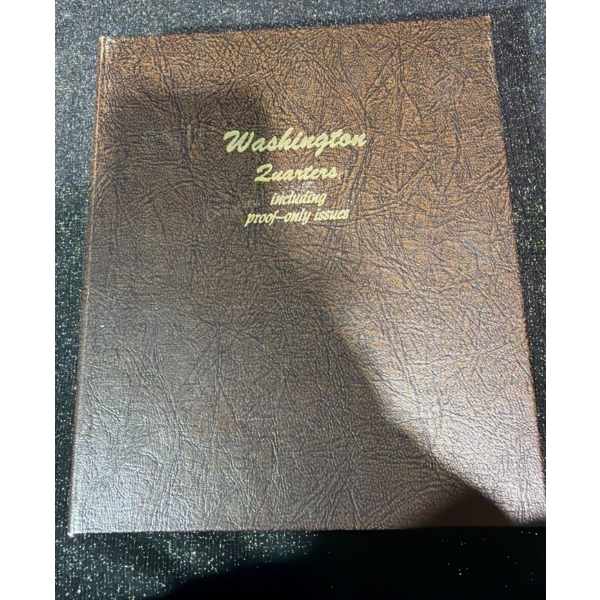 Washington
Quarters
including
proof-only issues